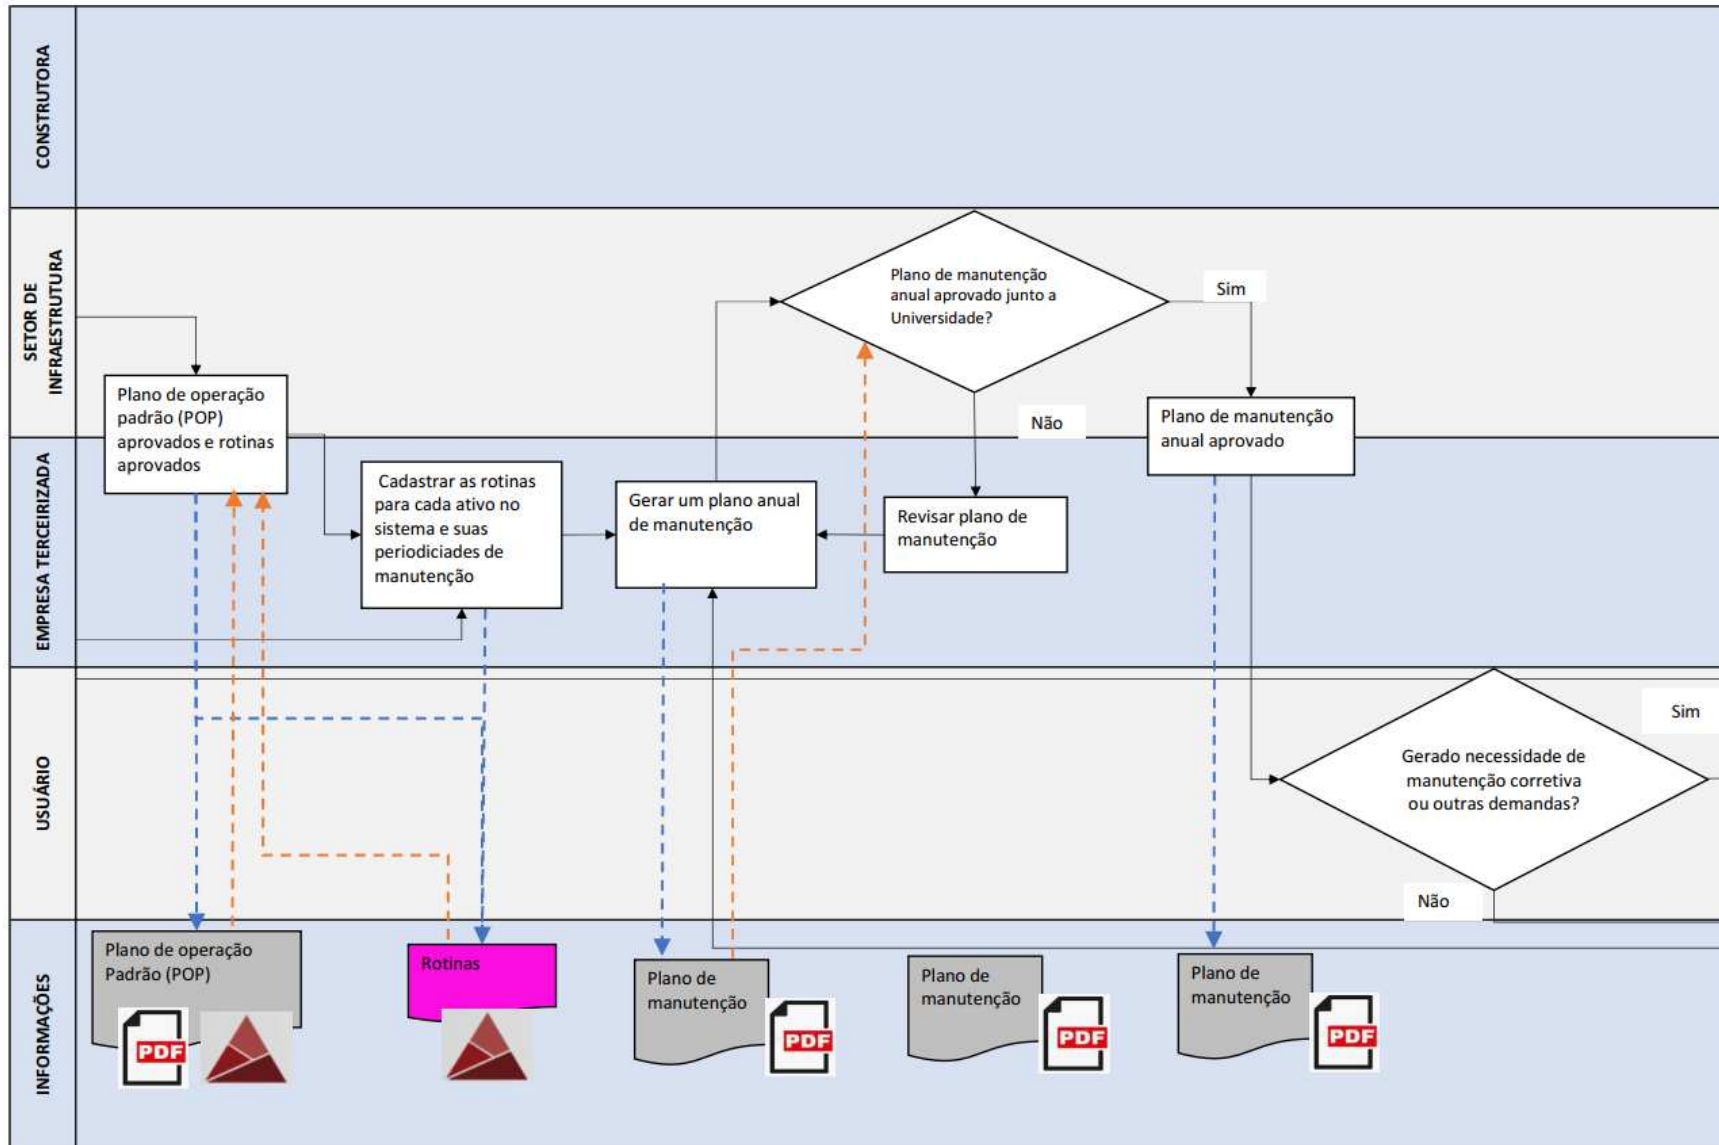 CONSTRUTORA
SETOR DE
INFRAESTRUTURA
Plano de manutenção
anual aprovado junto a
Universidade?
Sim
Plano de operação
padrão (POP)
aprovados e rotinas
aprovados
Não
Plano de manutenção
anual aprovado
EMPRESA TERCEIRIZADA
Cadastrar as rotinas
para cada ativo no
sistema e suas
periodiciades de
manutenção
Gerar um plano anual
de manutenção
Revisar plano de
manutenção
USUÁRIO
Sim
Gerado necessidade de
manutenção corretiva
ou outras demandas?
Não
INFORMAÇÕES
Plano de operação
Padrão (POP)
PDF
Rotinas
Plano de
manutenção
PDF
Plano de
manutenção
PDF
Plano de
manutenção
PDF